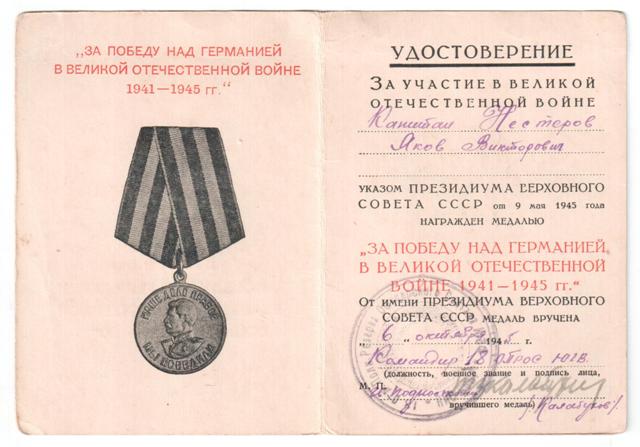 „ЗА ПОБЕДУ НАД ГЕРМАНИЕЙ
В ВЕЛИКОЙ ОТЕЧЕСТВЕННОЙ ВОЙНЕ
1941—1945 гг."
НАШЕ ДЕЛО ПРАВОЕ
МЫ ПОБЕДИЛИ
УДОСТОВЕРЕНИЕ
ЗА УЧАСТИЕ В ВЕЛИКОЙ
ОТЕЧЕСТВЕННОЙ ВОЙНЕ
Капитан Нестеров
Яков Викторович
УКАЗОМ ПРЕЗИДИУМА ВЕРХОВНОГО
СОВЕТА СССР от 9 мая 1945 года
НАГРАЖДЕН МЕДАЛЬЮ
„ЗА ПОБЕДУ НАД ГЕРМАНИЕЙ
В ВЕЛИКОЙ ОТЕЧЕСТВЕННОЙ
ВОЙНЕ 1941—1945 гг."
ОТ ИМЕНИ ПРЕЗИДИУМА ВЕРХОВНОГО
СОВЕТА СССР МЕДАЛЬ ВРУЧЕНА
„6" октября 1945 г.
Командир 12
(должность, военное звание и подпись лица,
М. П.
вручившего медаль)